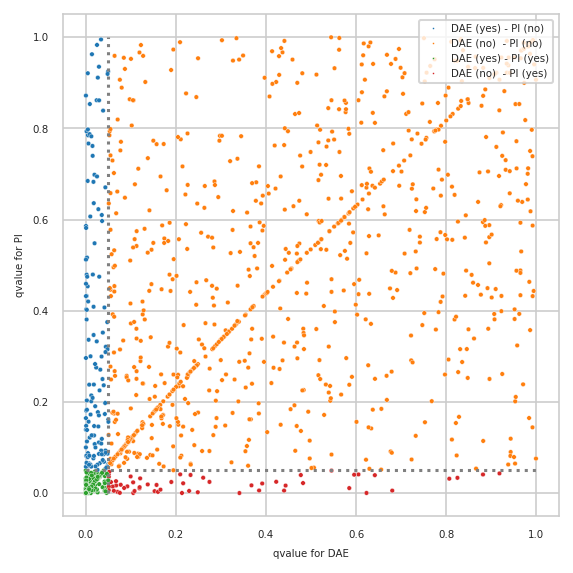 DAE (yes) - PI (no)
DAE (no)  - PI (no)
DAE (yes) - PI (yes)
DAE (no)  - PI (yes)
1.0
0.8
0.6
0.4
0.2
0.0
qvalue for PI
0.0 0.2 0.4 0.6 0.8 1.0
qvalue for DAE